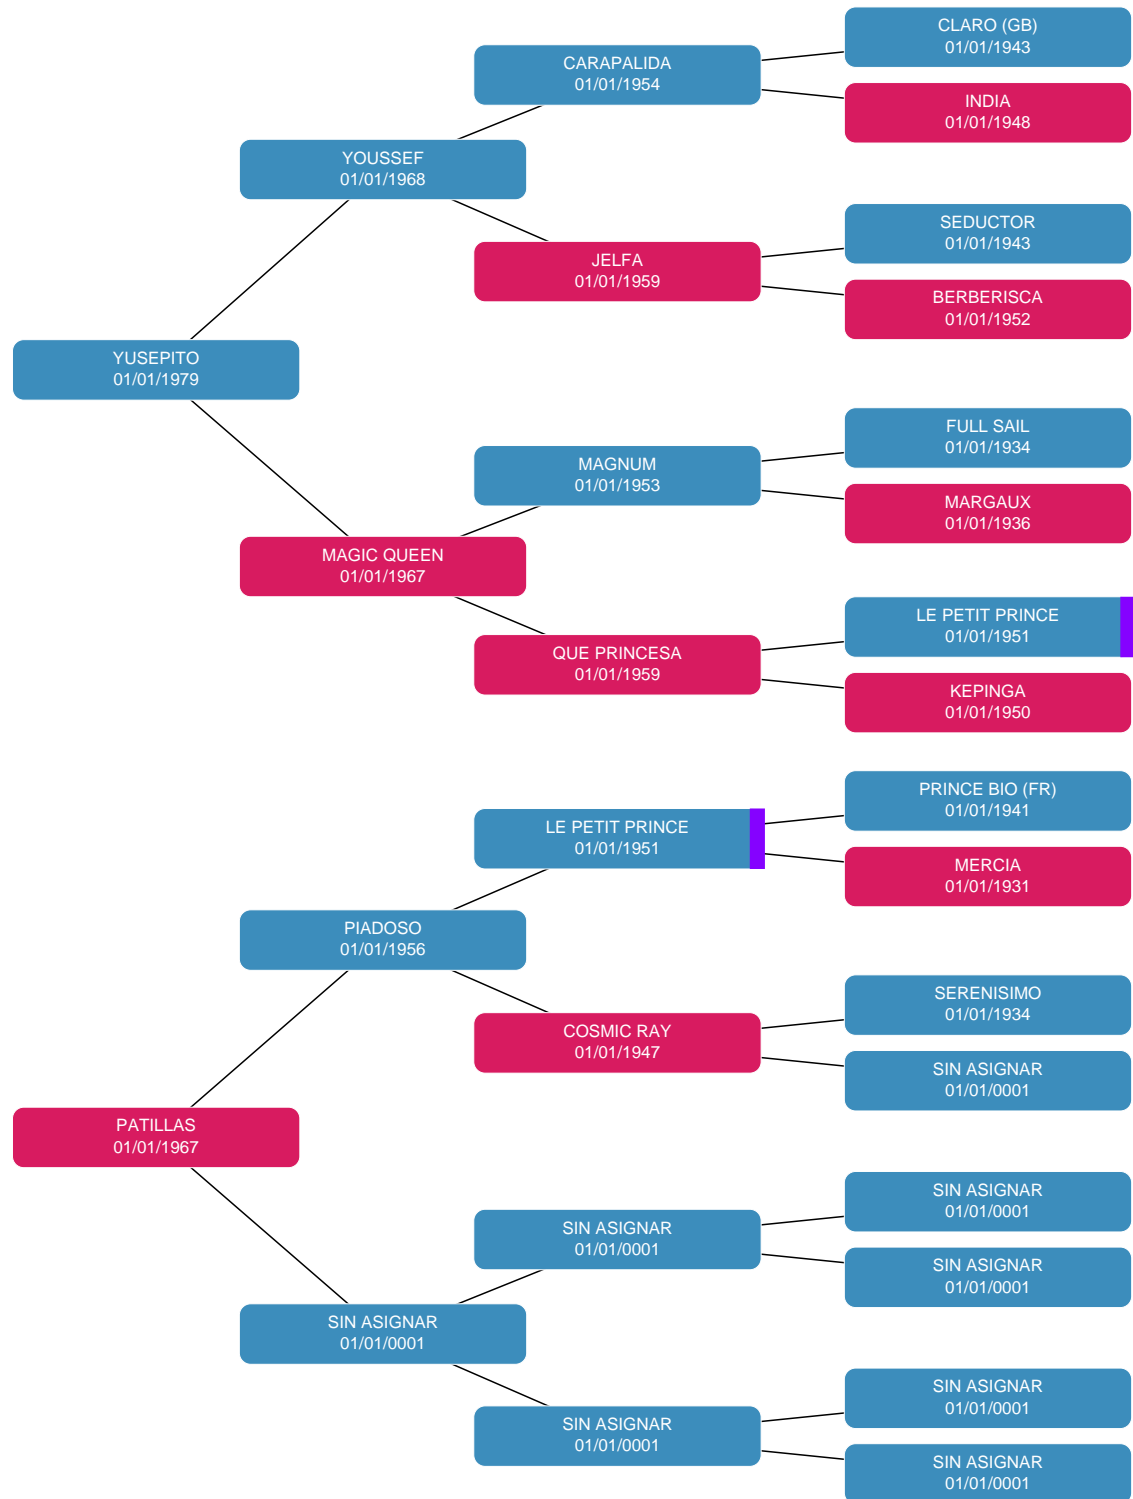 CLARO (GB)
01/01/1943
CARAPALIDA
01/01/1954
INDIA
01/01/1948
YOUSSEF
01/01/1968
SEDUCTOR
01/01/1943
JELFA
01/01/1959
BERBERISCA
01/01/1952
YUSEPITO
01/01/1979
FULL SAIL
01/01/1934
MAGNUM
01/01/1953
MARGAUX
01/01/1936
MAGIC QUEEN
01/01/1967
LE PETIT PRINCE
01/01/1951
QUE PRINCESA
01/01/1959
KEPINGA
01/01/1950
PRINCE BIO (FR)
01/01/1941
LE PETIT PRINCE
01/01/1951
MERCIA
01/01/1931
PIADOSO
01/01/1956
SERENISIMO
01/01/1934
COSMIC RAY
01/01/1947
SIN ASIGNAR
01/01/0001
PATILLAS
01/01/1967
SIN ASIGNAR
01/01/0001
SIN ASIGNAR
01/01/0001
SIN ASIGNAR
01/01/0001
SIN ASIGNAR
01/01/0001
SIN ASIGNAR
01/01/0001
SIN ASIGNAR
01/01/0001
SIN ASIGNAR
01/01/0001